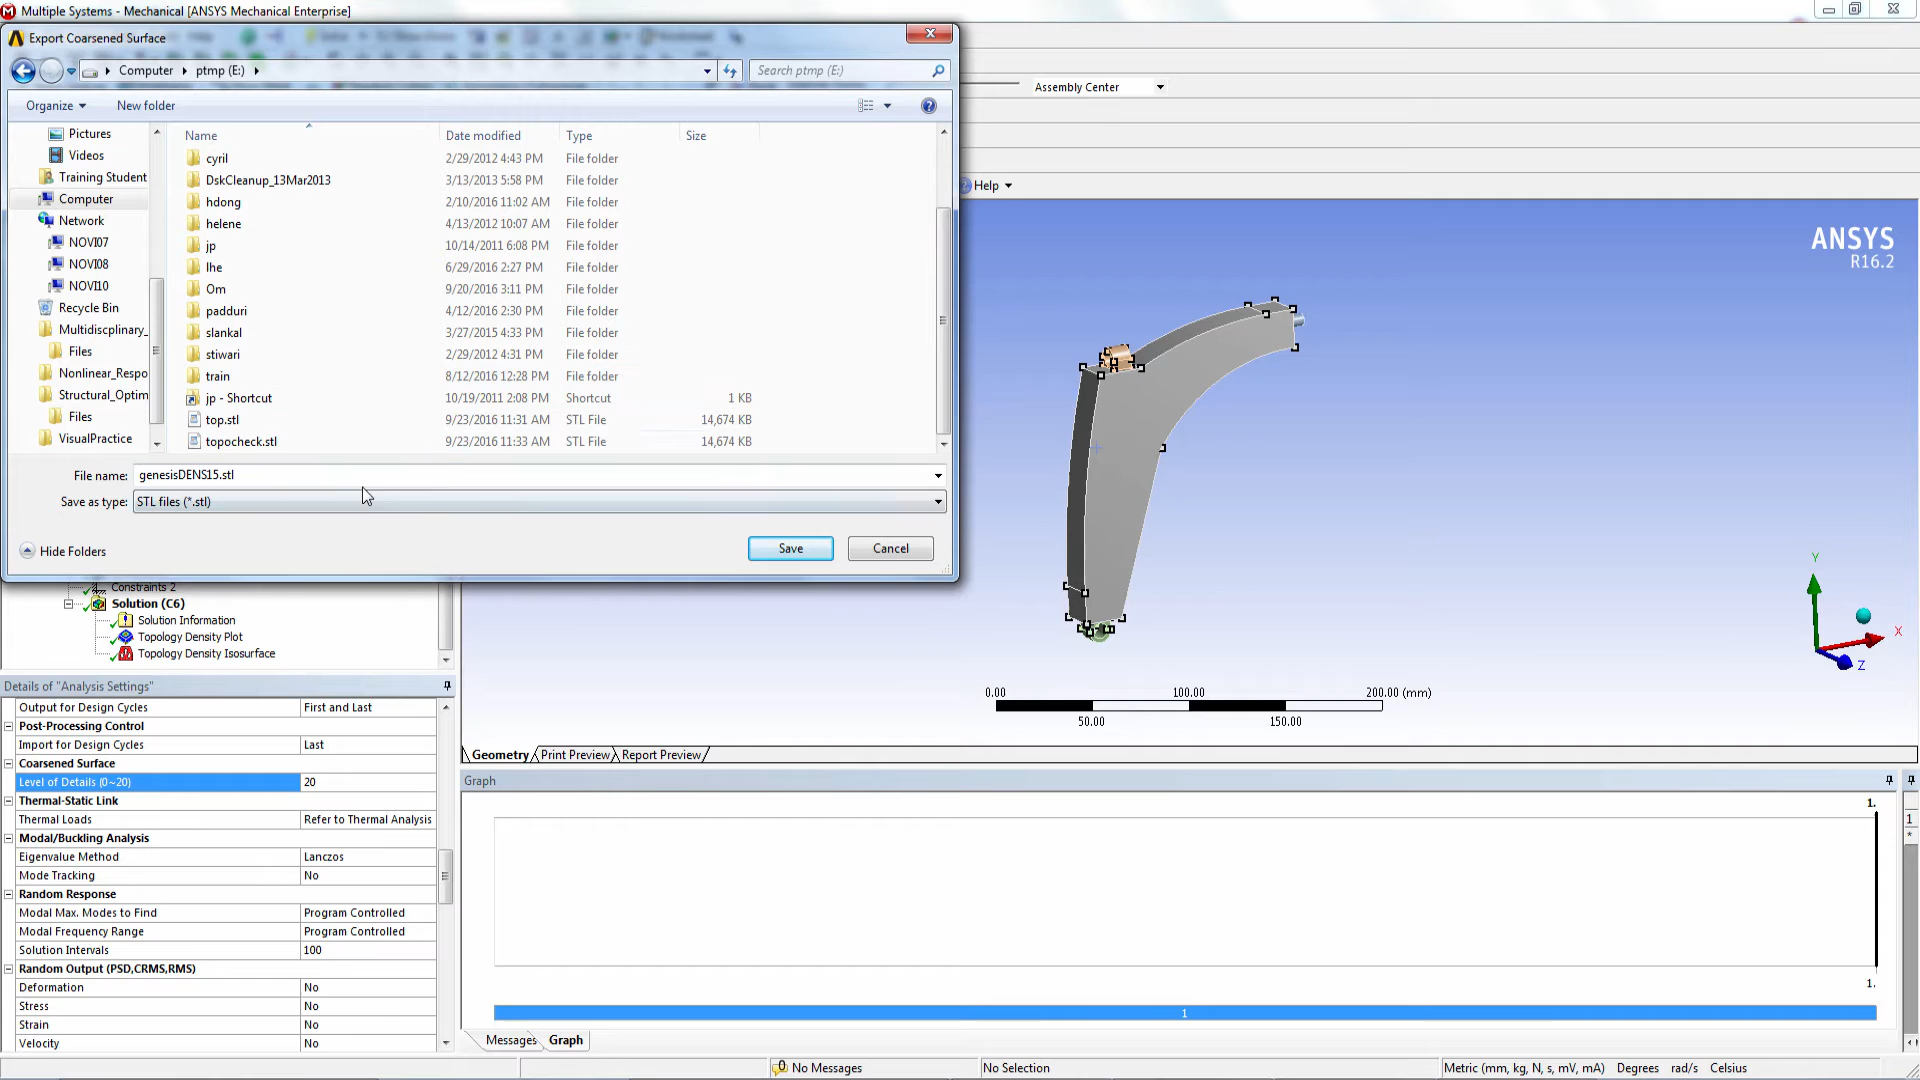 Multiple Systems - Mechanical [ANSYS Mechanical Enterprise]
Export Coarsened Surface
Computer ptmp (E:)
Search ptmp (E:)
Assembly Center
Organize New folder
Pictures
Videos
Training Student
Computer
Network
NOVI07
NOVI08
NOVI10
Recycle Bin
Multidiscplinary_
Files
Nonlinear_Respo
Structural_Optim
Files
VisualPractice
Name Date modified Type Size
cyril 2/29/2012 4:43 PM File folder
DskCleanup_13Mar2013 3/13/2013 5:58 PM File folder
hdong 2/10/2016 11:02 AM File folder
helene 4/13/2012 10:07 AM File folder
jp 10/14/2011 6:08 PM File folder
lhe 6/29/2016 2:27 PM File folder
Om 9/20/2016 3:11 PM File folder
padduri 4/12/2016 2:30 PM File folder
slankal 3/27/2015 4:33 PM File folder
stiwari 2/29/2012 4:31 PM File folder
train 8/12/2016 12:28 PM File folder
jp - Shortcut 10/19/2011 2:08 PM Shortcut 1 KB
top.stl 9/23/2016 11:31 AM STL File 14,674 KB
topocheck.stl 9/23/2016 11:33 AM STL File 14,674 KB
File name: genesisDENS15.stl
Save as type: STL files (*.stl)
Hide Folders Save Cancel
Help
ANSYS
R16.2
Constraints 2
Solution (C6)
Solution Information
Topology Density Plot
Topology Density Isosurface
Y
X
Z
0.00 100.00 200.00 (mm)
50.00 150.00
Geometry Print Preview Report Preview
Details of "Analysis Settings"
Output for Design Cycles First and Last
Post-Processing Control
Import for Design Cycles Last
Coarsened Surface
Level of Details (0~20) 20
Thermal-Static Link
Thermal Loads Refer to Thermal Analysis
Modal/Buckling Analysis
Eigenvalue Method Lanczos
Mode Tracking No
Random Response
Modal Max. Modes to Find Program Controlled
Modal Frequency Range Program Controlled
Solution Intervals 100
Random Output (PSD,CRMS,RMS)
Deformation No
Stress No
Strain No
Velocity No
Graph
1.
1
1.
1
Messages Graph
0 No Messages No Selection Metric (mm, kg, N, s, mV, mA) Degrees rad/s Celsius